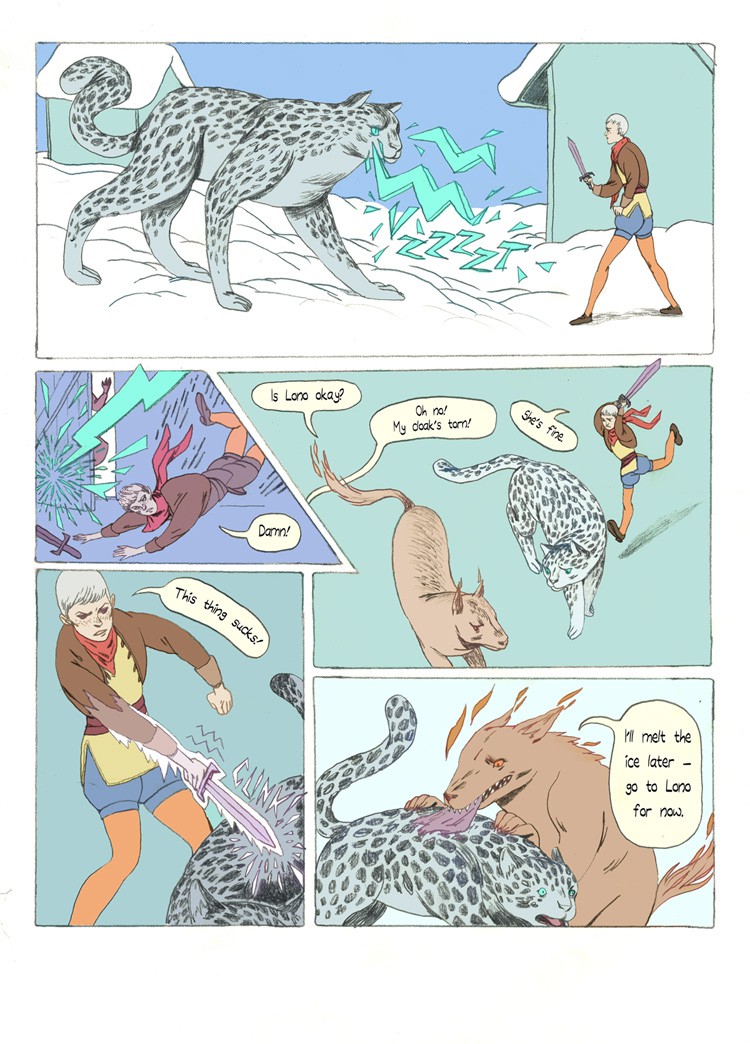 ZZZZZT
Damn!
Is Lono okay?
Oh no!
My cloak's torn!
She's fine.
This thing sucks!
CLINK
I'll melt the
ice later –
go to Lono
for now.